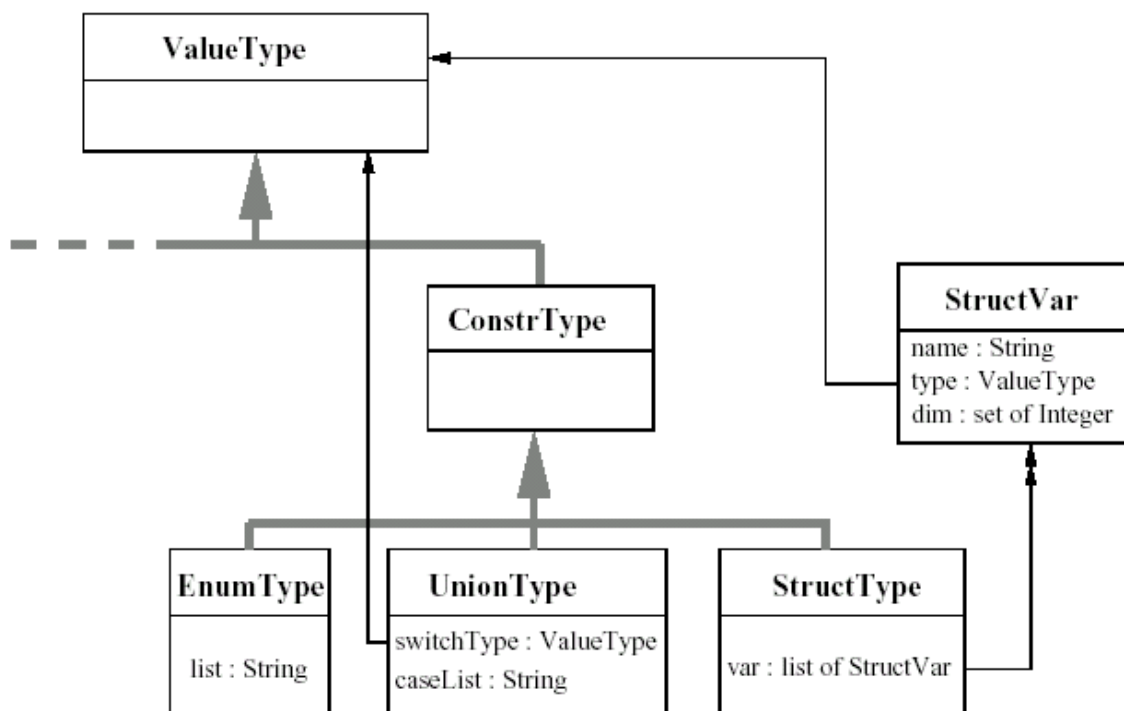 ValueType
ConstrType
StructVar
name : String
type : ValueType
dim : set of Integer
EnumType
list : String
UnionType
switchType : ValueType
caseList : String
StructType
var : list of StructVar